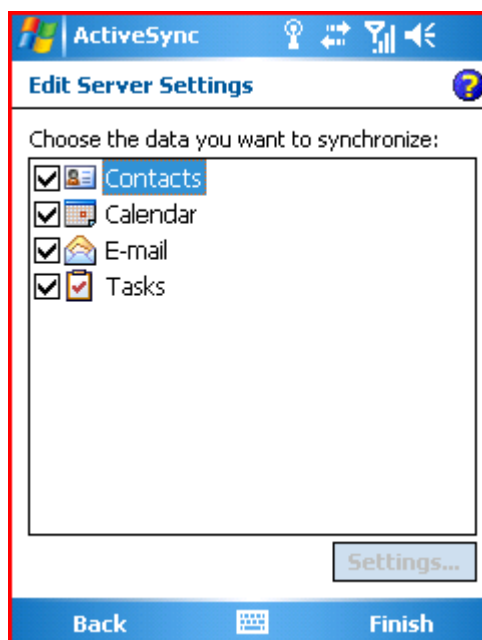 ActiveSync
Edit Server Settings
Choose the data you want to synchronize:
Contacts
Calendar
E-mail
Tasks
Settings...
Back Finish